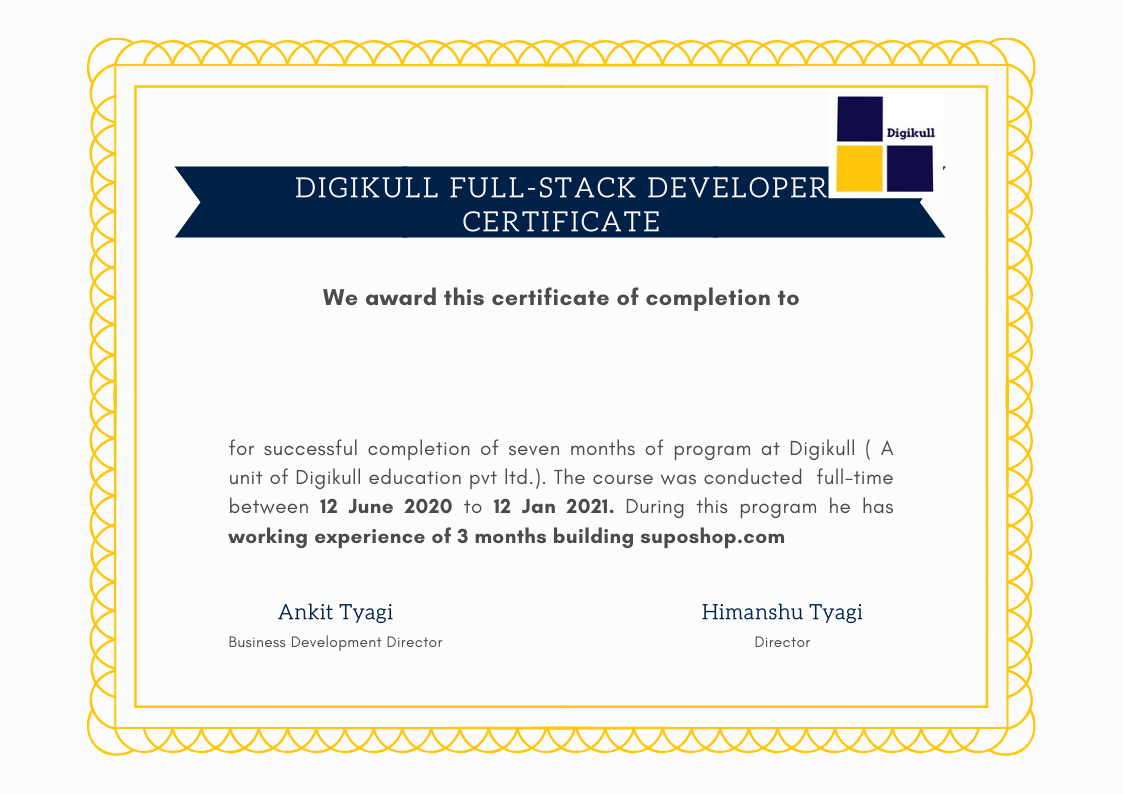 Digikull
DIGIKULL FULL-STACK DEVELOPER
CERTIFICATE
We award this certificate of completion to
for successful completion of seven months of program at Digikull ( A
unit of Digikull education pvt ltd.). The course was conducted  full-time
between 12 June 2020 to 12 Jan 2021. During this program he has
working experience of 3 months building suposhop.com
Ankit Tyagi
Himanshu Tyagi
Business Development Director
Director